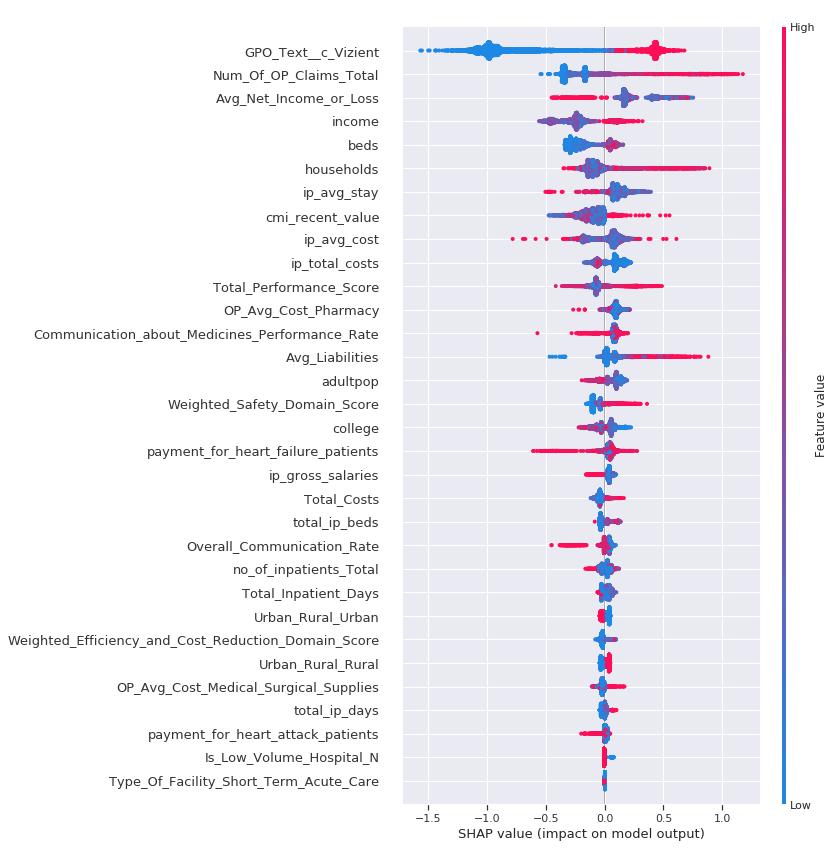 High
GPO_Text__c_Vizient
Num_Of_OP_Claims_Total
Avg_Net_Income_or_Loss
income
beds
households
ip_avg_stay
cmi_recent_value
ip_avg_cost
ip_total_costs
Total_Performance_Score
OP_Avg_Cost_Pharmacy
Communication_about_Medicines_Performance_Rate
Avg_Liabilities
adultpop
Weighted_Safety_Domain_Score
college
payment_for_heart_failure_patients
ip_gross_salaries
Total_Costs
total_ip_beds
Overall_Communication_Rate
no_of_inpatients_Total
Total_Inpatient_Days
Urban_Rural_Urban
Weighted_Efficiency_and_Cost_Reduction_Domain_Score
Urban_Rural_Rural
OP_Avg_Cost_Medical_Surgical_Supplies
total_ip_days
payment_for_heart_attack_patients
Is_Low_Volume_Hospital_N
Type_Of_Facility_Short_Term_Acute_Care
Low
Feature value
−1.5 −1.0 −0.5 0.0 0.5 1.0
SHAP value (impact on model output)